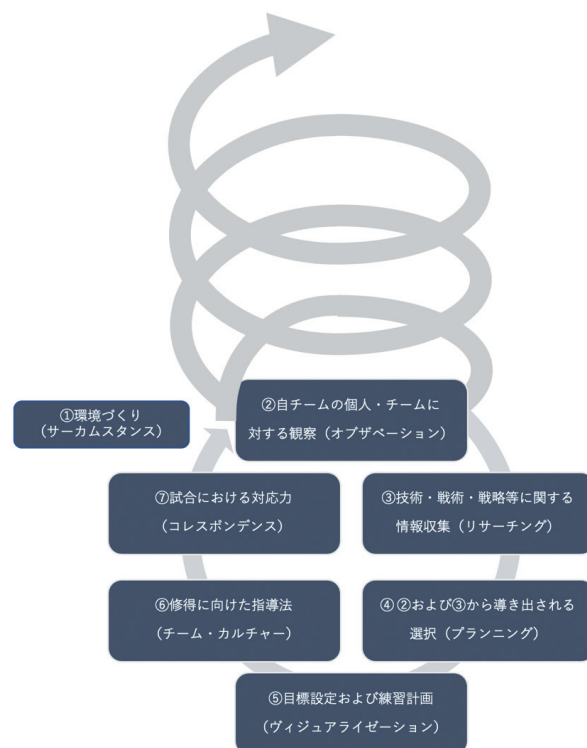 ①環境づくり
(サーカムスタンス)
②自チームの個人・チームに
対する観察（オブザベーション）
③技術・戦術・戦略等に関する
情報収集（リサーチング）
④ ②および③から導き出される
選択（プランニング）
⑤目標設定および練習計画
（ヴィジュアライゼーション）
⑥修得に向けた指導法
（チーム・カルチャー）
⑦試合における対応力
（コレスポンデンス）